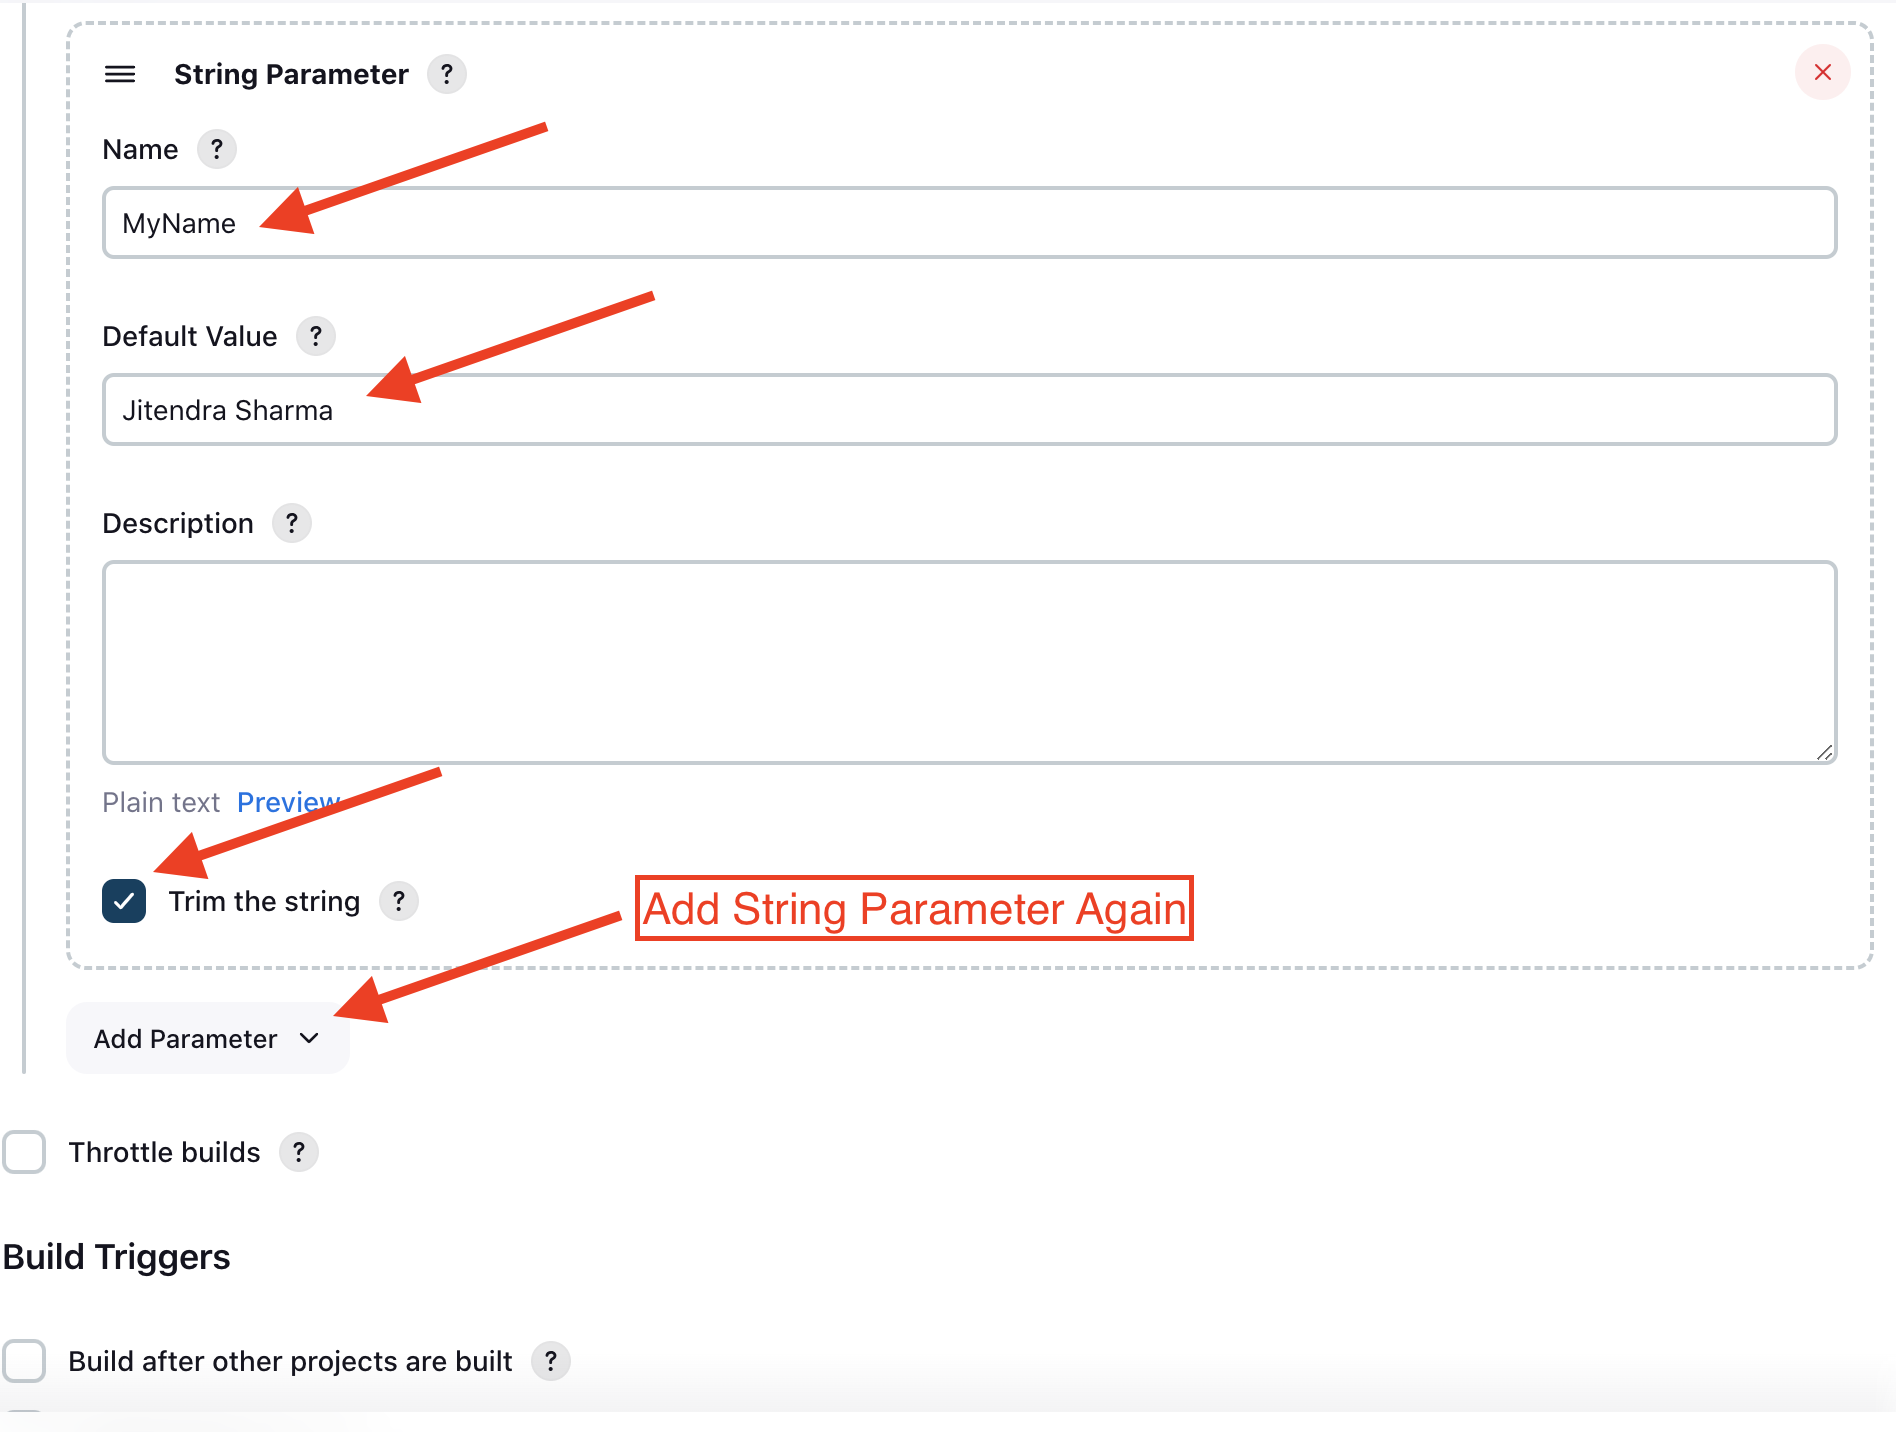 String Parameter ?
Name ?
MyName
Default Value ?
Jitendra Sharma
Description ?
Plain text Preview
Trim the string ?
Add String Parameter Again
Add Parameter
Throttle builds ?
Build Triggers
Build after other projects are built ?